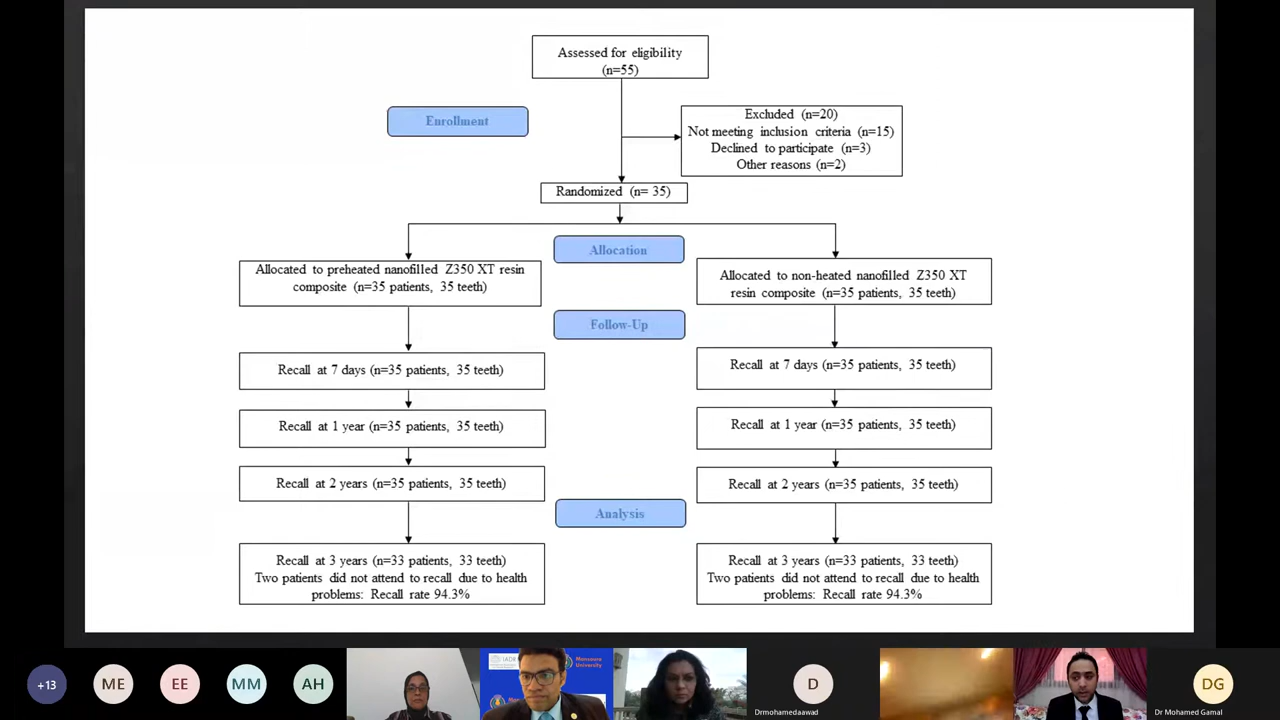 Assessed for eligibility
(n=55)
Enrollment
Excluded (n=20)
Not meeting inclusion criteria (n=15)
Declined to participate (n=3)
Other reasons (n=2)
Randomized (n= 35)
Allocation
Allocated to preheated nanofilled Z350 XT resin
composite (n=35 patients, 35 teeth)
Allocated to non-heated nanofilled Z350 XT
resin composite (n=35 patients, 35 teeth)
Follow-Up
Recall at 7 days (n=35 patients, 35 teeth)
Recall at 7 days (n=35 patients, 35 teeth)
Recall at 1 year (n=35 patients, 35 teeth)
Recall at 1 year (n=35 patients, 35 teeth)
Recall at 2 years (n=35 patients, 35 teeth)
Recall at 2 years (n=35 patients, 35 teeth)
Analysis
Recall at 3 years (n=33 patients, 33 teeth)
Two patients did not attend to recall due to health
problems: Recall rate 94.3%
Recall at 3 years (n=33 patients, 33 teeth)
Two patients did not attend to recall due to health
problems: Recall rate 94.3%
+13
ME
EE
MM
AH
IADR
Mansoura
University
D
Drmohamedaawad
DG
Dr Mohamed Gamal